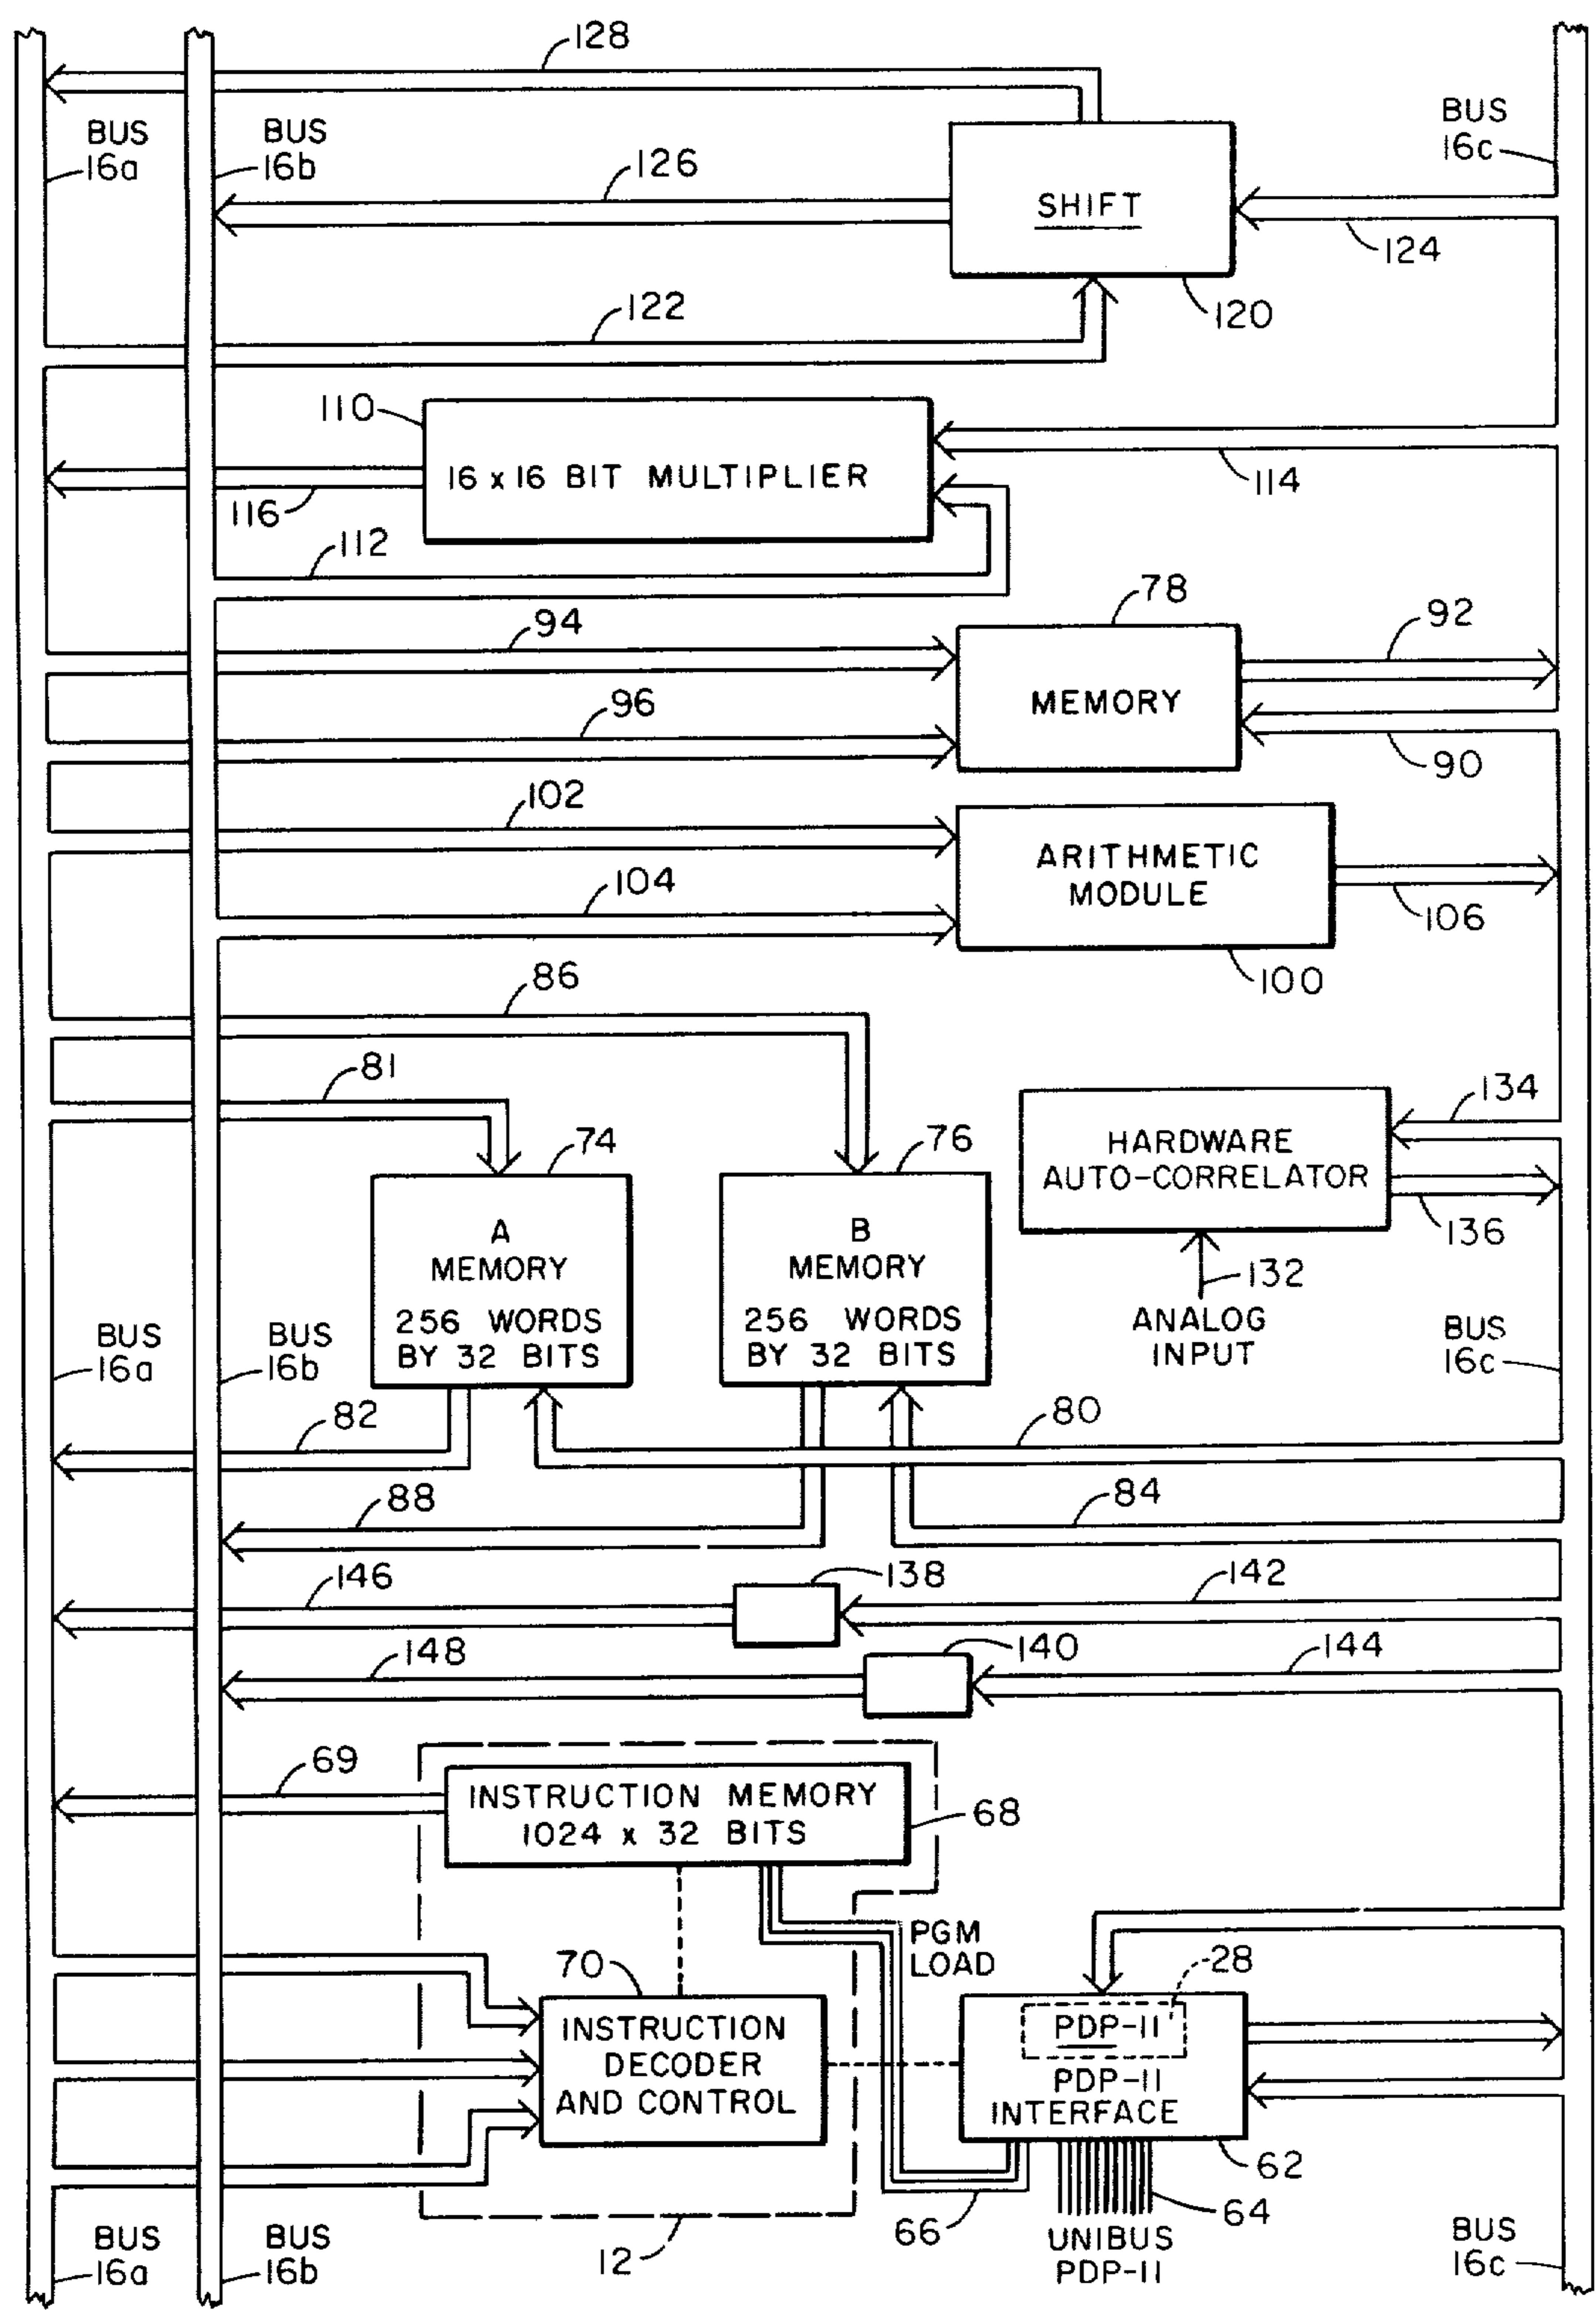 128
BUS
16a
BUS
16b
126
SHIFT
BUS
16c
124
122
120
110
16 x 16 BIT MULTIPLIER
116
114
112
94
78
92
MEMORY
96
90
102
ARITHMETIC
MODULE
104
106
100
86
81
134
74
76
HARDWARE
AUTO-CORRELATOR
136
A
MEMORY
256 WORDS
BY 32 BITS
B
MEMORY
256 WORDS
BY 32 BITS
132
ANALOG
INPUT
BUS
16a
BUS
16b
BUS
16c
82
80
88
84
146
138
142
148
140
144
69
INSTRUCTION MEMORY
1024 x 32 BITS
68
PGM
LOAD
70
28
INSTRUCTION
DECODER
AND CONTROL
PDP-11
PDP-11
INTERFACE
62
64
66
12
UNIBUS
PDP-11
BUS
16a
BUS
16b
BUS
16c